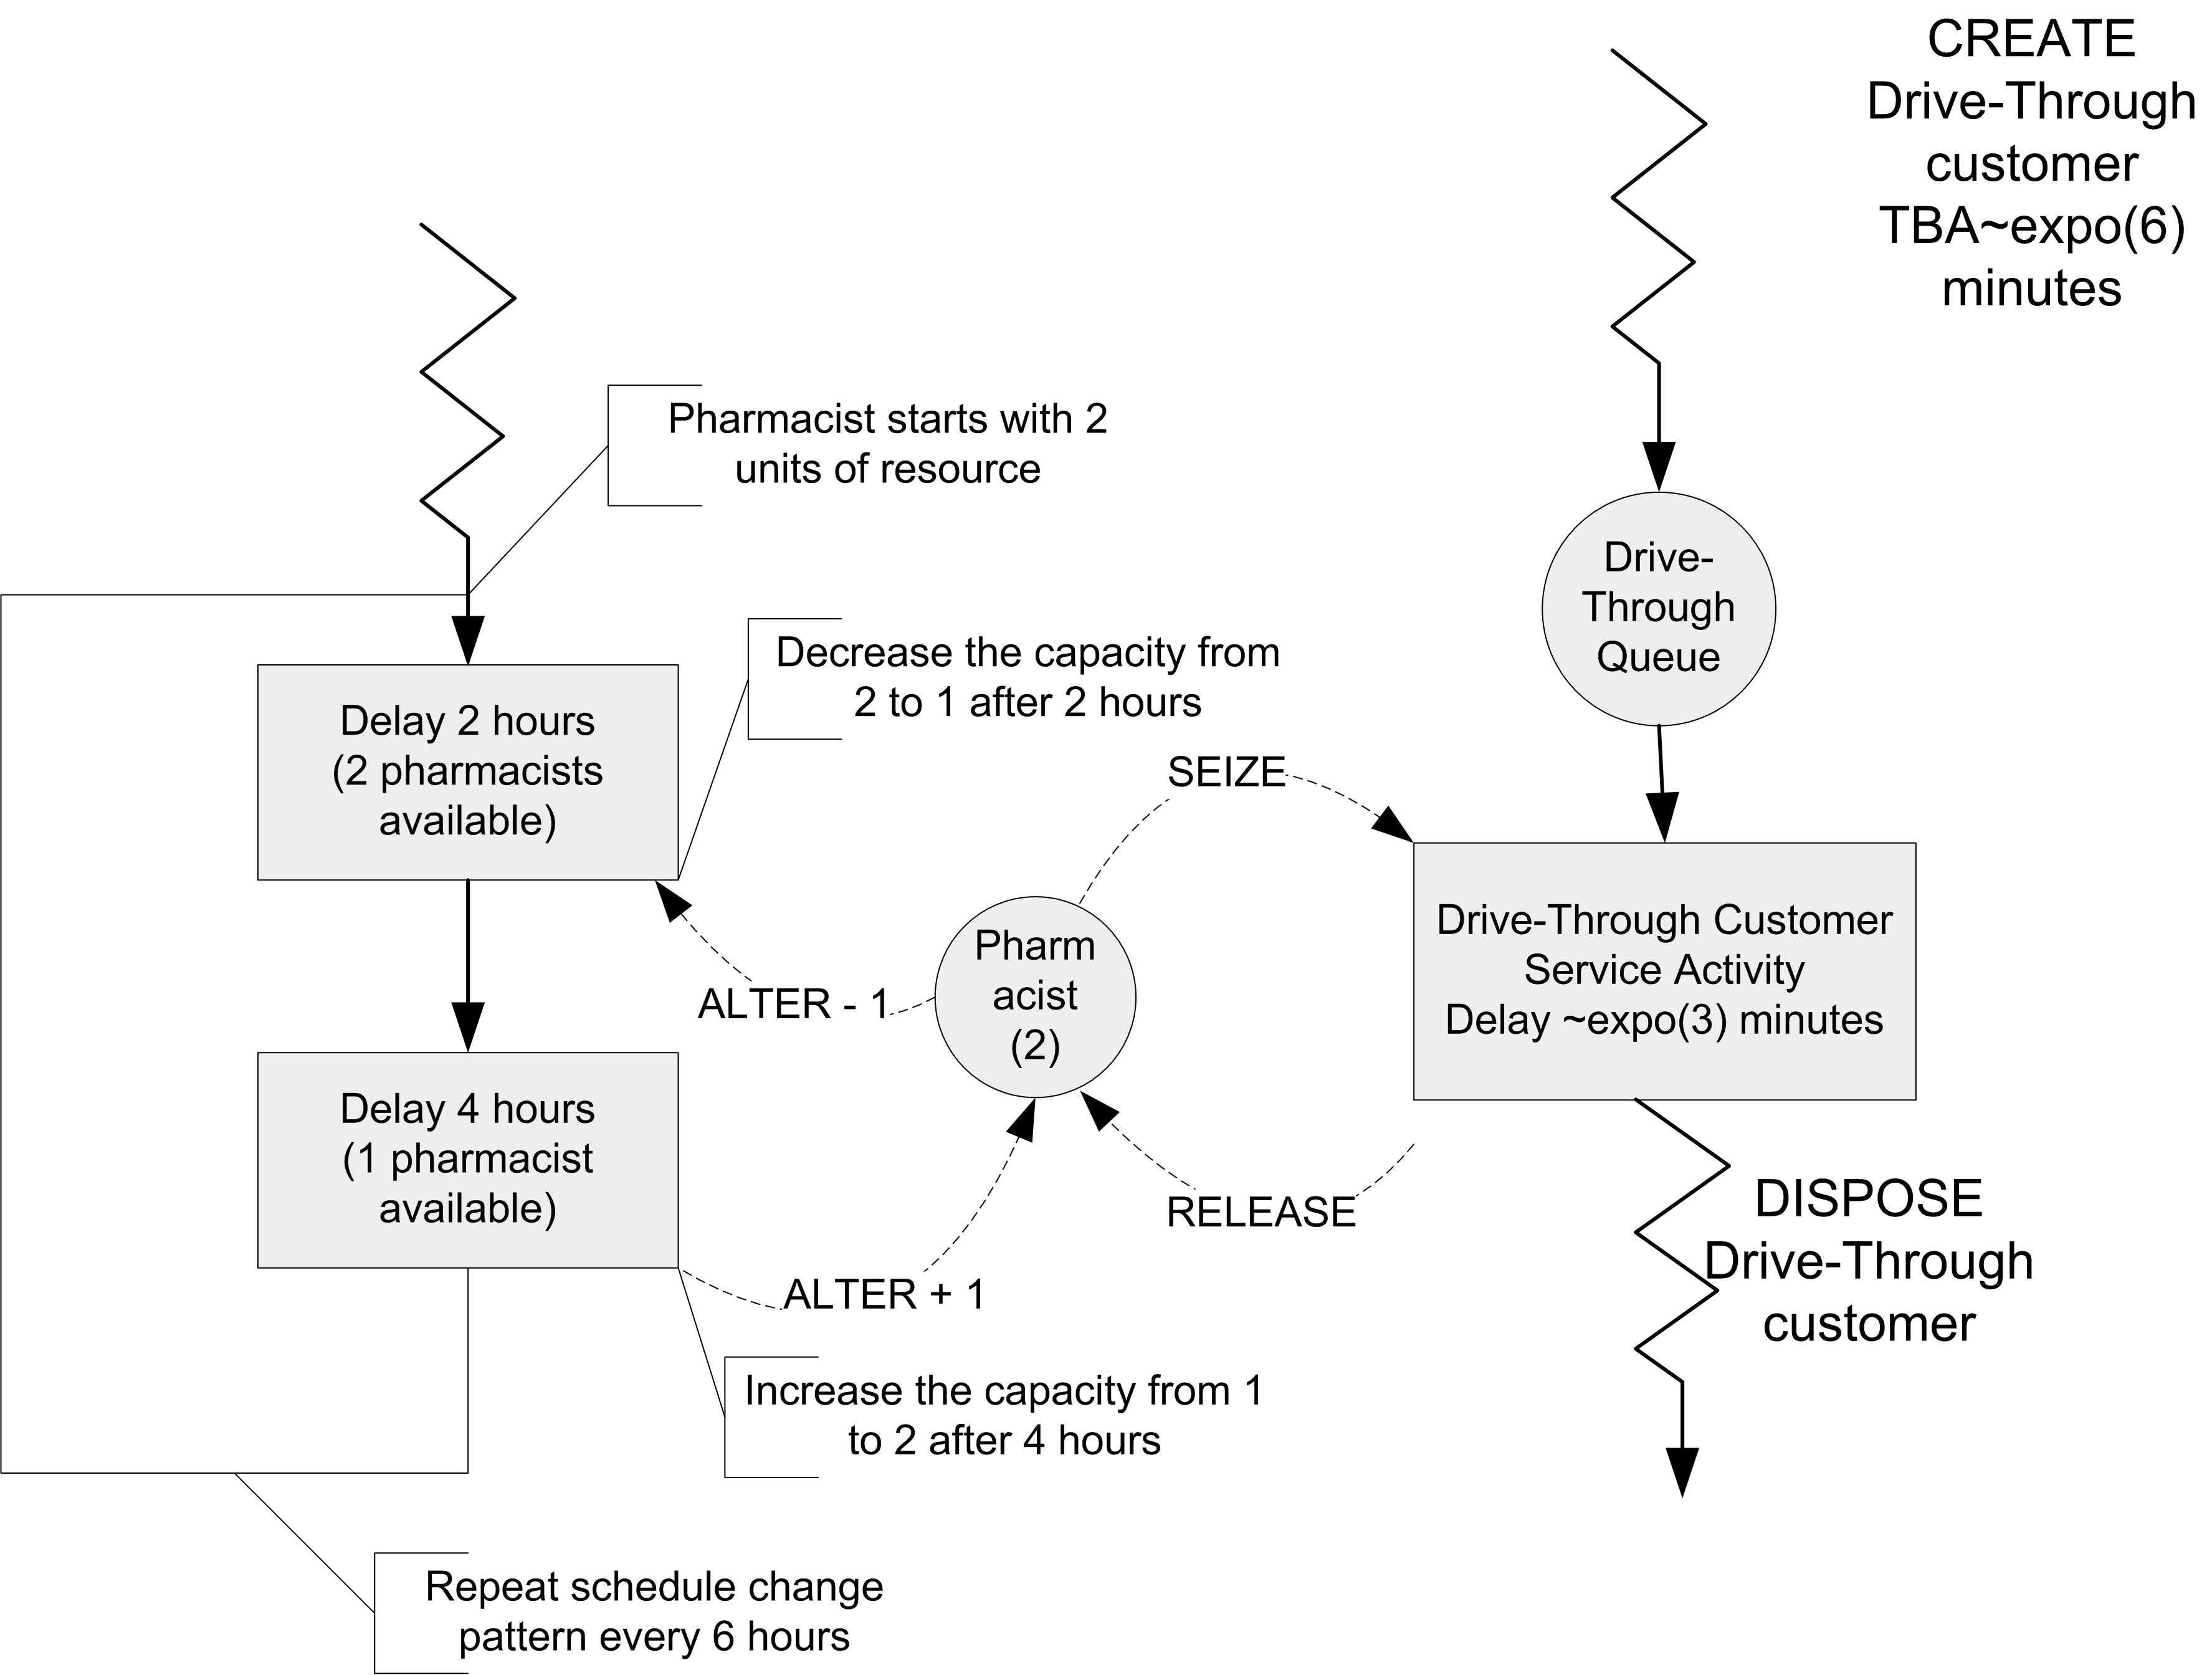 CREATE
Drive-Through
customer
TBA~expo(6)
minutes
Pharmacist starts with 2
units of resource
Drive-
Through
Queue
Decrease the capacity from
2 to 1 after 2 hours
Delay 2 hours
(2 pharmacists
available)
SEIZE
Pharm
acist
(2)
ALTER - 1
Drive-Through Customer
Service Activity
Delay ~expo(3) minutes
Delay 4 hours
(1 pharmacist
available)
RELEASE
ALTER + 1
DISPOSE
Drive-Through
customer
Increase the capacity from 1
to 2 after 4 hours
Repeat schedule change
pattern every 6 hours